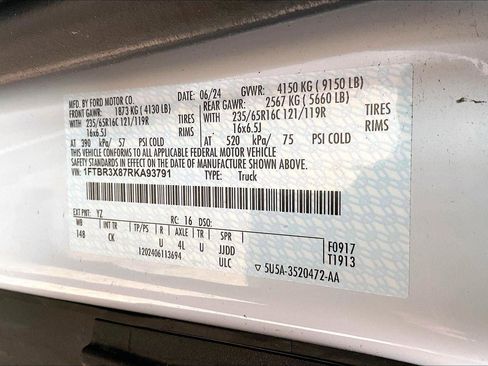 MFD. BY FORD MOTOR CO. DATE: 06/24 GVWR: 4150 KG ( 9150 LB)
FRONT GAWR: 1873 KG ( 4130 LB) REAR GAWR: 2567 KG ( 5660 LB)
WITH 235/65R16C 121/119R TIRES WITH 235/65R16C 121/119R TIRES
16x6.5J RIMS 16x6.5J RIMS
AT 390 kPa/ 57 PSI COLD AT 520 kPa/ 75 PSI COLD
THIS VEHICLE CONFORMS TO ALL APPLICABLE FEDERAL MOTOR VEHICLE
SAFETY STANDARDS IN EFFECT ON THE DATE OF MANUFACTURE SHOWN ABOVE.
VIN: 1FTBR3X87RKA93791 TYPE: Truck
EXT PNT: YZ RC: 16 DSO:
WB INT TR TP/PS R AXLE TR SPR
148 CK U 4L U JJDD F0917
1202406113694 ULC T1913
5U5A-3520472-AA